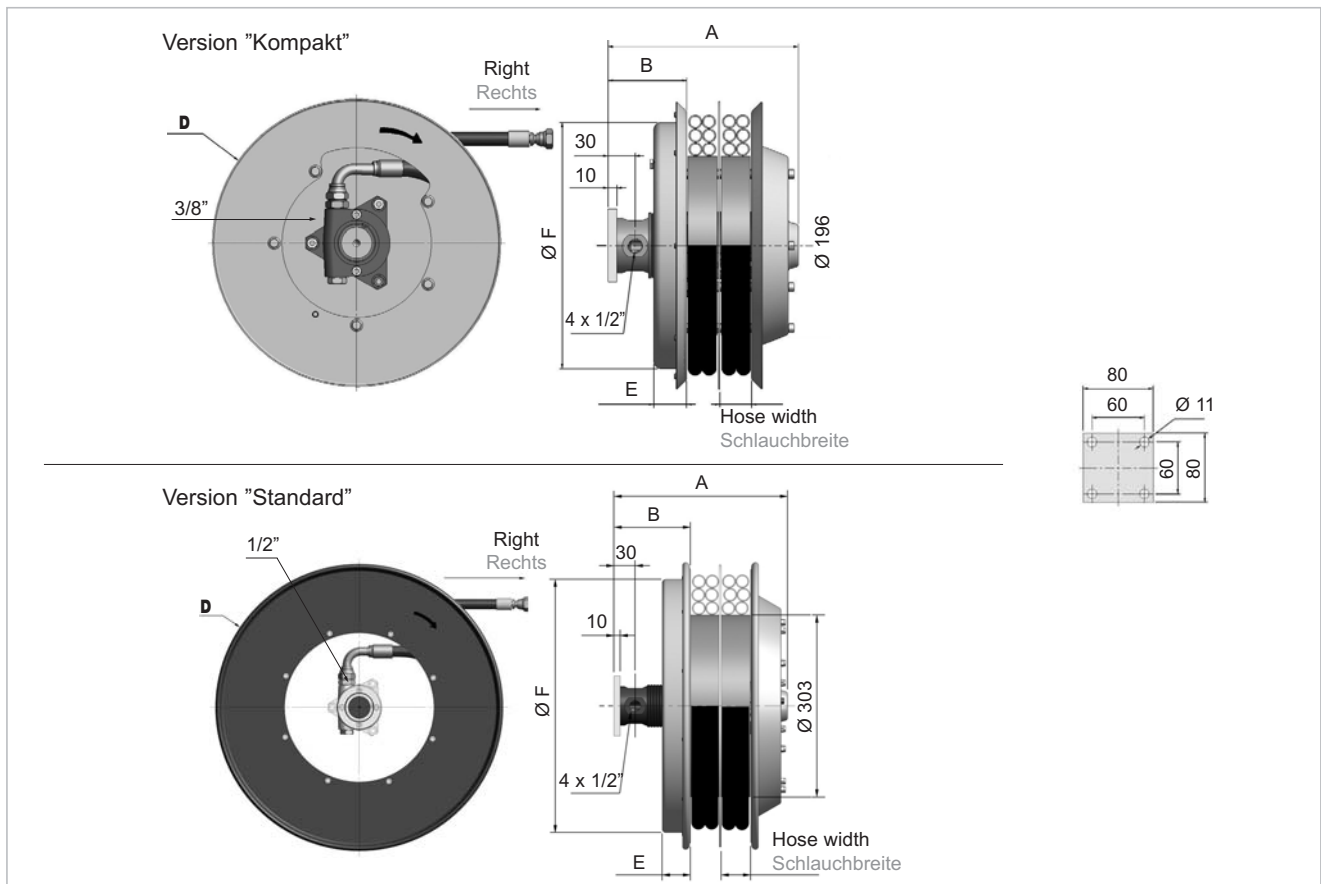 Version ”Kompakt”
Right
Rechts
D
3/8”
A
B
30
10
Ø F
Ø 196
4 x 1/2”
E
Hose width
Schlauchbreite
80
60
Ø 11
60
80
Version ”Standard”
1/2”
Right
Rechts
D
A
B
30
10
Ø F
Ø 303
4 x 1/2”
E
Hose width
Schlauchbreite